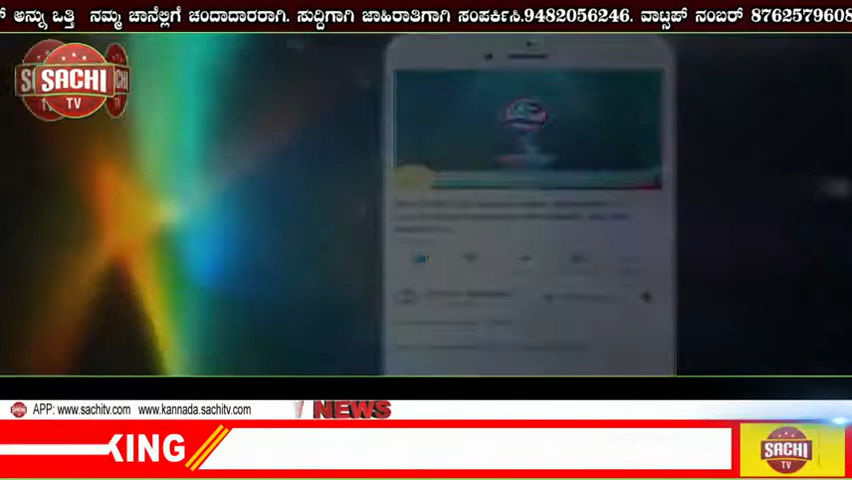 ಅನ್ನು ಒತ್ತಿ ನಮ್ಮ ಚಾನೆಲ್ಲಿಗೆ ಚಂದಾದಾರರಾಗಿ. ಸುದ್ದಿಗಾಗಿ ಜಾಹಿರಾತಿಗಾಗಿ ಸಂಪರ್ಕಿಸಿ.9482056246. ವಾಟ್ಸಪ್ ನಂಬರ್ 8762579608
SACHI
TV
APP: www.sachitv.com www.kannada.sachitv.com
NEWS
KING
SACHI
TV